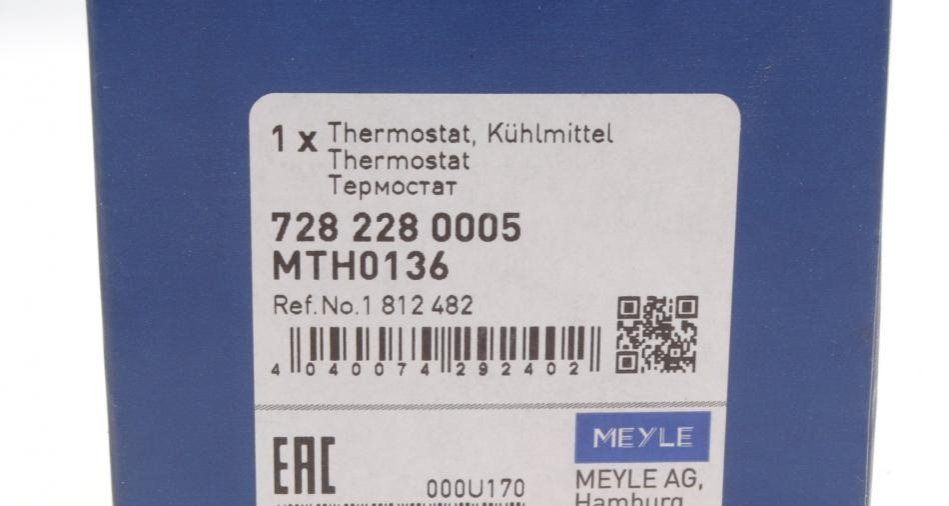 1 x Thermostat, Kühlmittel
Thermostat
Термостат
728 228 0005
MTH0136
Ref.No.1 812 482
4 040074 292402
EAC
000U170
MEYLE
MEYLE AG,
Hamburg